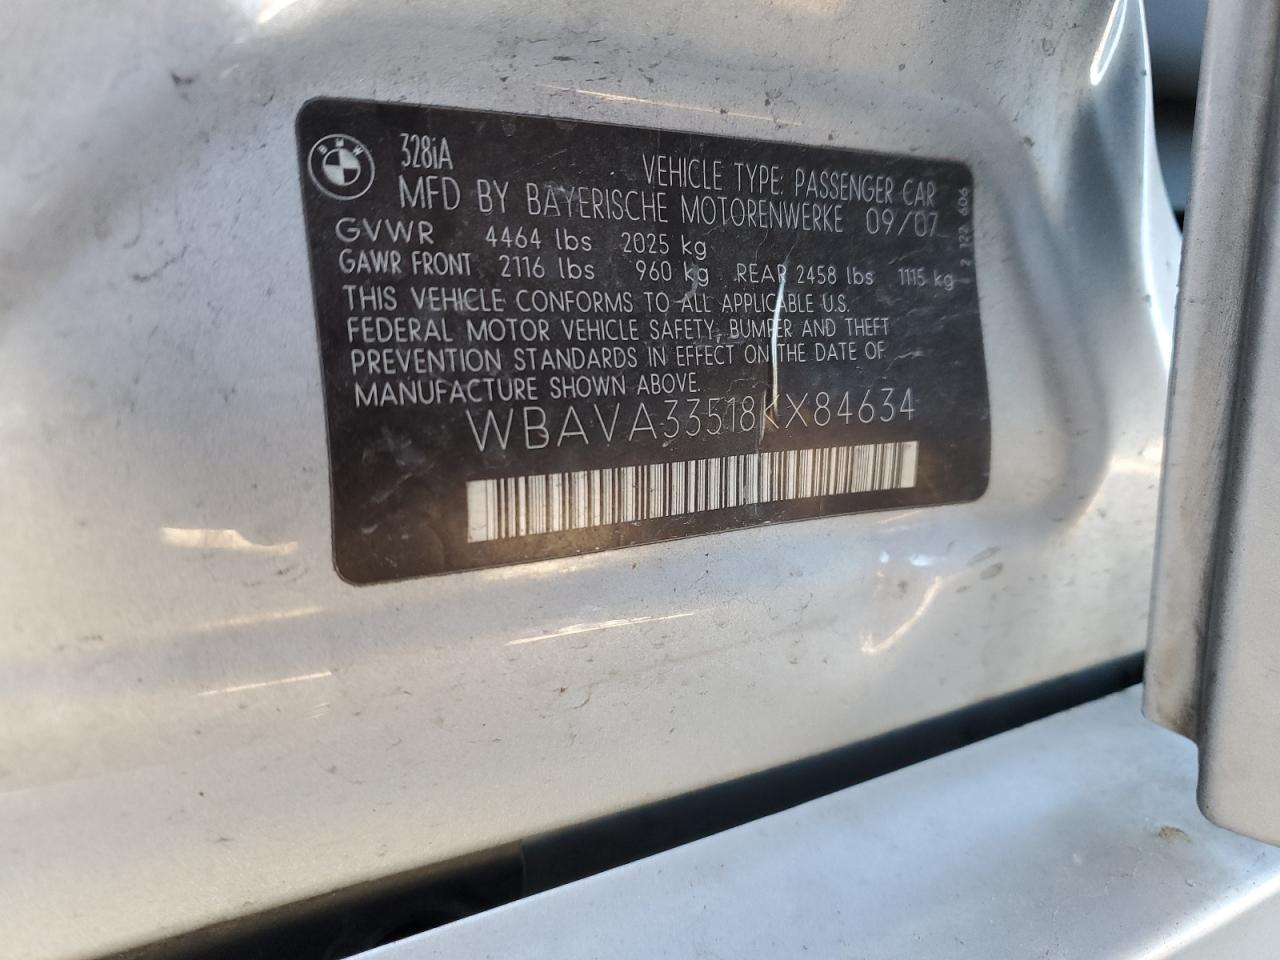 BMW
328iA
VEHICLE TYPE: PASSENGER CAR
MFD BY BAYERISCHE MOTORENWERKE 09/07
GVWR 4464 lbs 2025 kg
GAWR FRONT 2116 lbs 960 kg REAR 2458 lbs 1115 kg
THIS VEHICLE CONFORMS TO ALL APPLICABLE U.S.
FEDERAL MOTOR VEHICLE SAFETY, BUMPER AND THEFT
PREVENTION STANDARDS IN EFFECT ON THE DATE OF
MANUFACTURE SHOWN ABOVE.
WBAVA33518KX84634